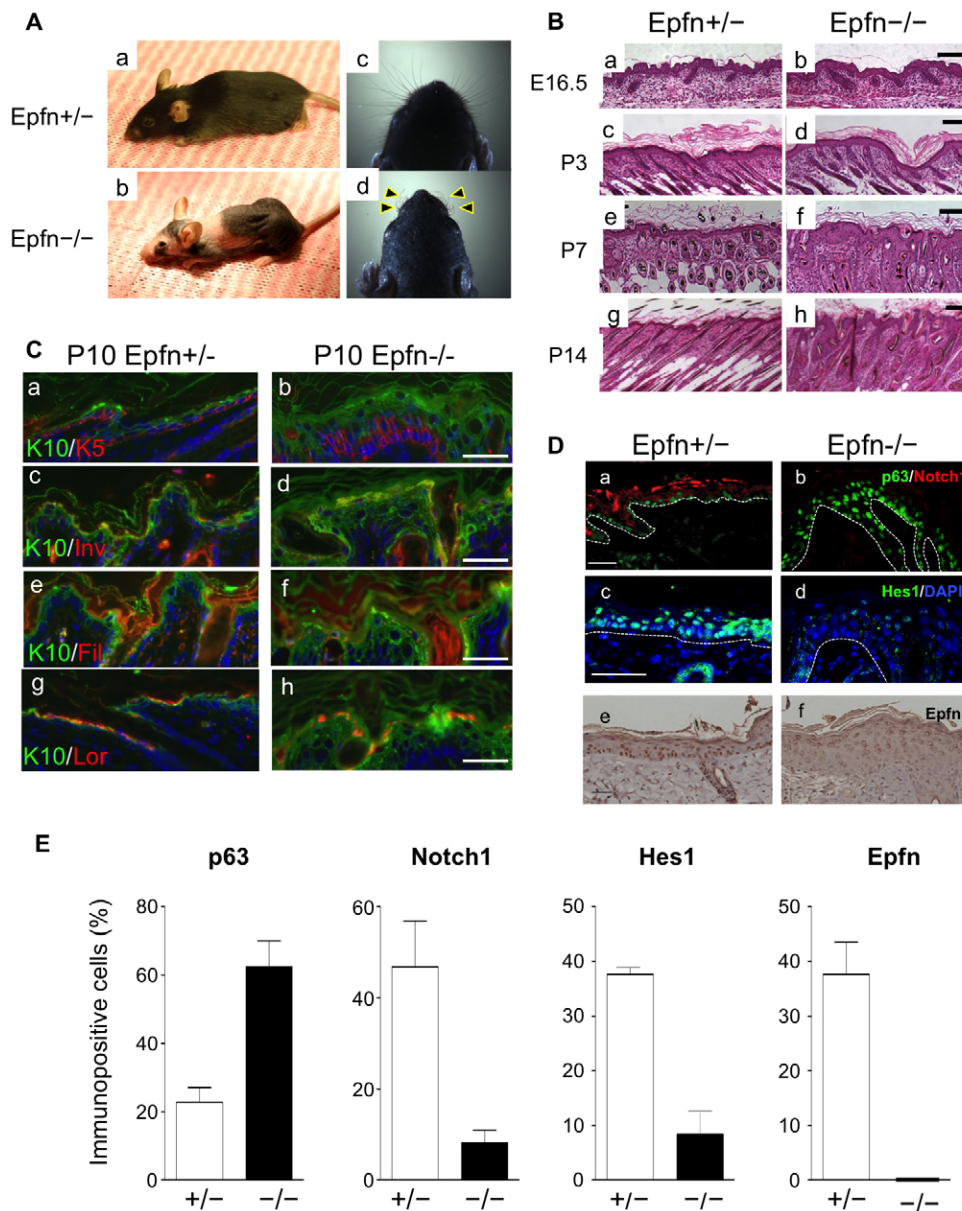 A
a
c
Epfn+/−
b
d
Epfn−/−
B
Epfn+/−
Epfn−/−
E16.5
a
b
P3
c
d
P7
e
f
P14
g
h
C
P10 Epfn+/-
P10 Epfn-/-
a
K10/K5
b
c
K10/Inv
d
e
K10/Fil
f
g
K10/Lor
h
D
Epfn+/−
Epfn-/−
a
b
p63/Notch1
c
d
Hes1/DAPI
e
f
Epfn
E
p63
Notch1
Hes1
Epfn
Immunopositive cells (%)
80
60
40
20
0
+/−
−/−
60
40
20
0
+/−
−/−
50
40
30
20
10
0
+/−
−/−
50
40
30
20
10
0
+/−
−/−